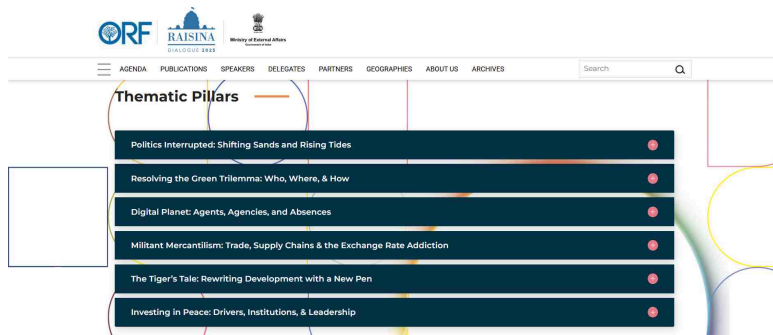 ORF
RAISINA
DIALOGUE 2025
Ministry of External Affairs
Government of India
AGENDA PUBLICATIONS SPEAKERS DELEGATES PARTNERS GEOGRAPHIES ABOUT US ARCHIVES Search
Thematic Pillars
Politics Interrupted: Shifting Sands and Rising Tides
Resolving the Green Trilemma: Who, Where, & How
Digital Planet: Agents, Agencies, and Absences
Militant Mercantilism: Trade, Supply Chains & the Exchange Rate Addiction
The Tiger's Tale: Rewriting Development with a New Pen
Investing in Peace: Drivers, Institutions, & Leadership